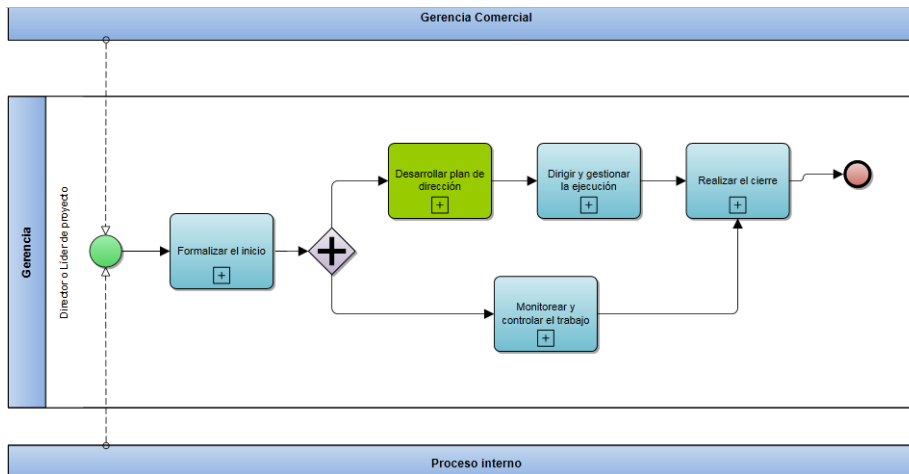 Gerencia Comercial
Gerencia
Director o Líder de proyecto
Formalizar el inicio
Desarrollar plan de
dirección
Dirigir y gestionar
la ejecución
Realizar el cierre
Monitorear y
controlar el trabajo
Proceso interno